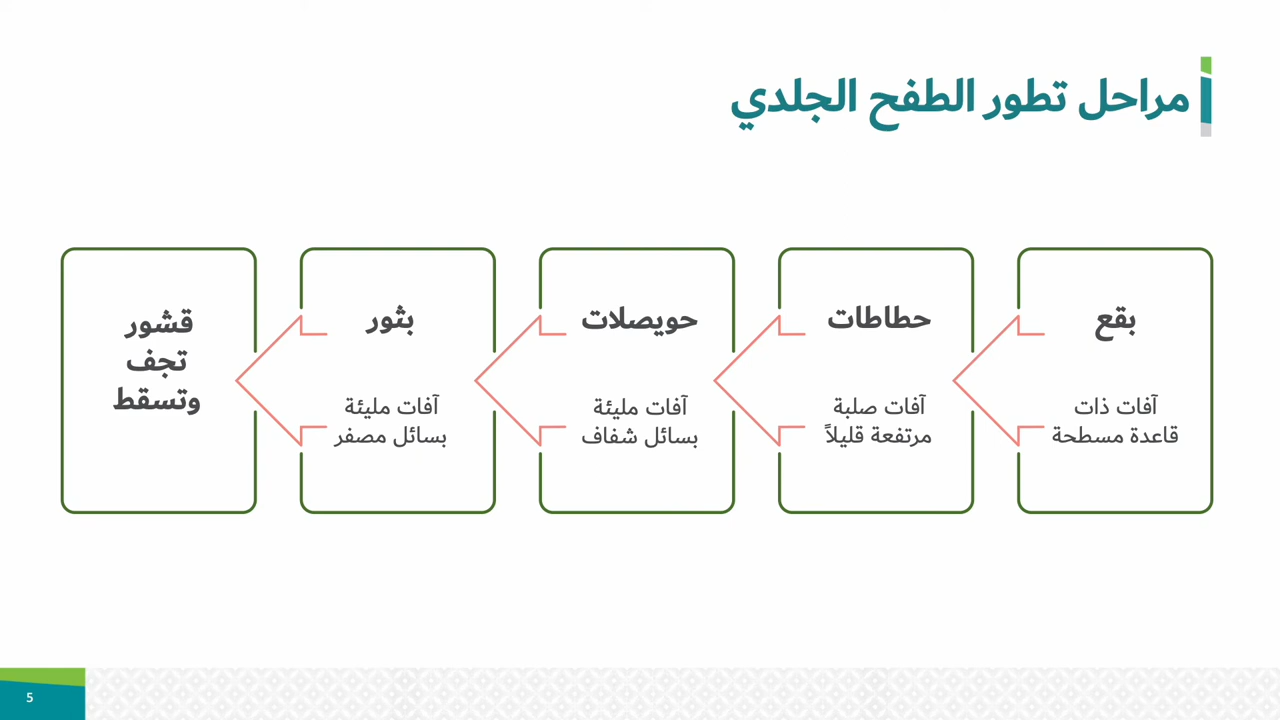 مراحل تطور الطفح الجلدي
بقع
آفات ذات
قاعدة مسطحة
حطاطات
آفات صلبة
مرتفعة قليلاً
حويصلات
آفات مليئة
بسائل شفاف
بثور
آفات مليئة
بسائل مصفر
قشور
تجف
وتسقط
5